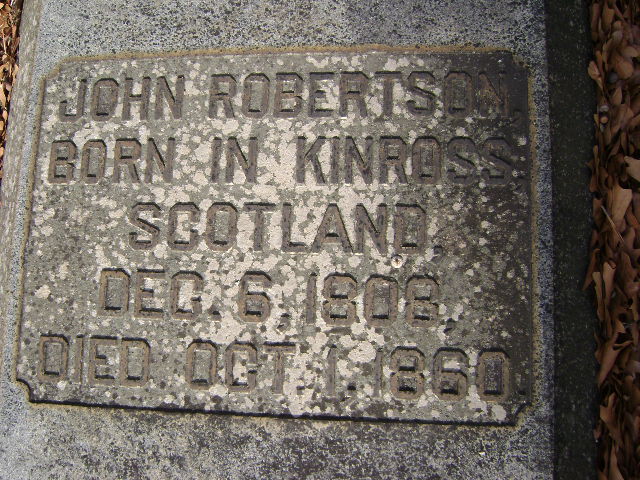 JOHN ROBERTSON,
BORN IN KINROSS,
SCOTLAND,
DEC. 6, 1808,
DIED OCT. 1. 1860.